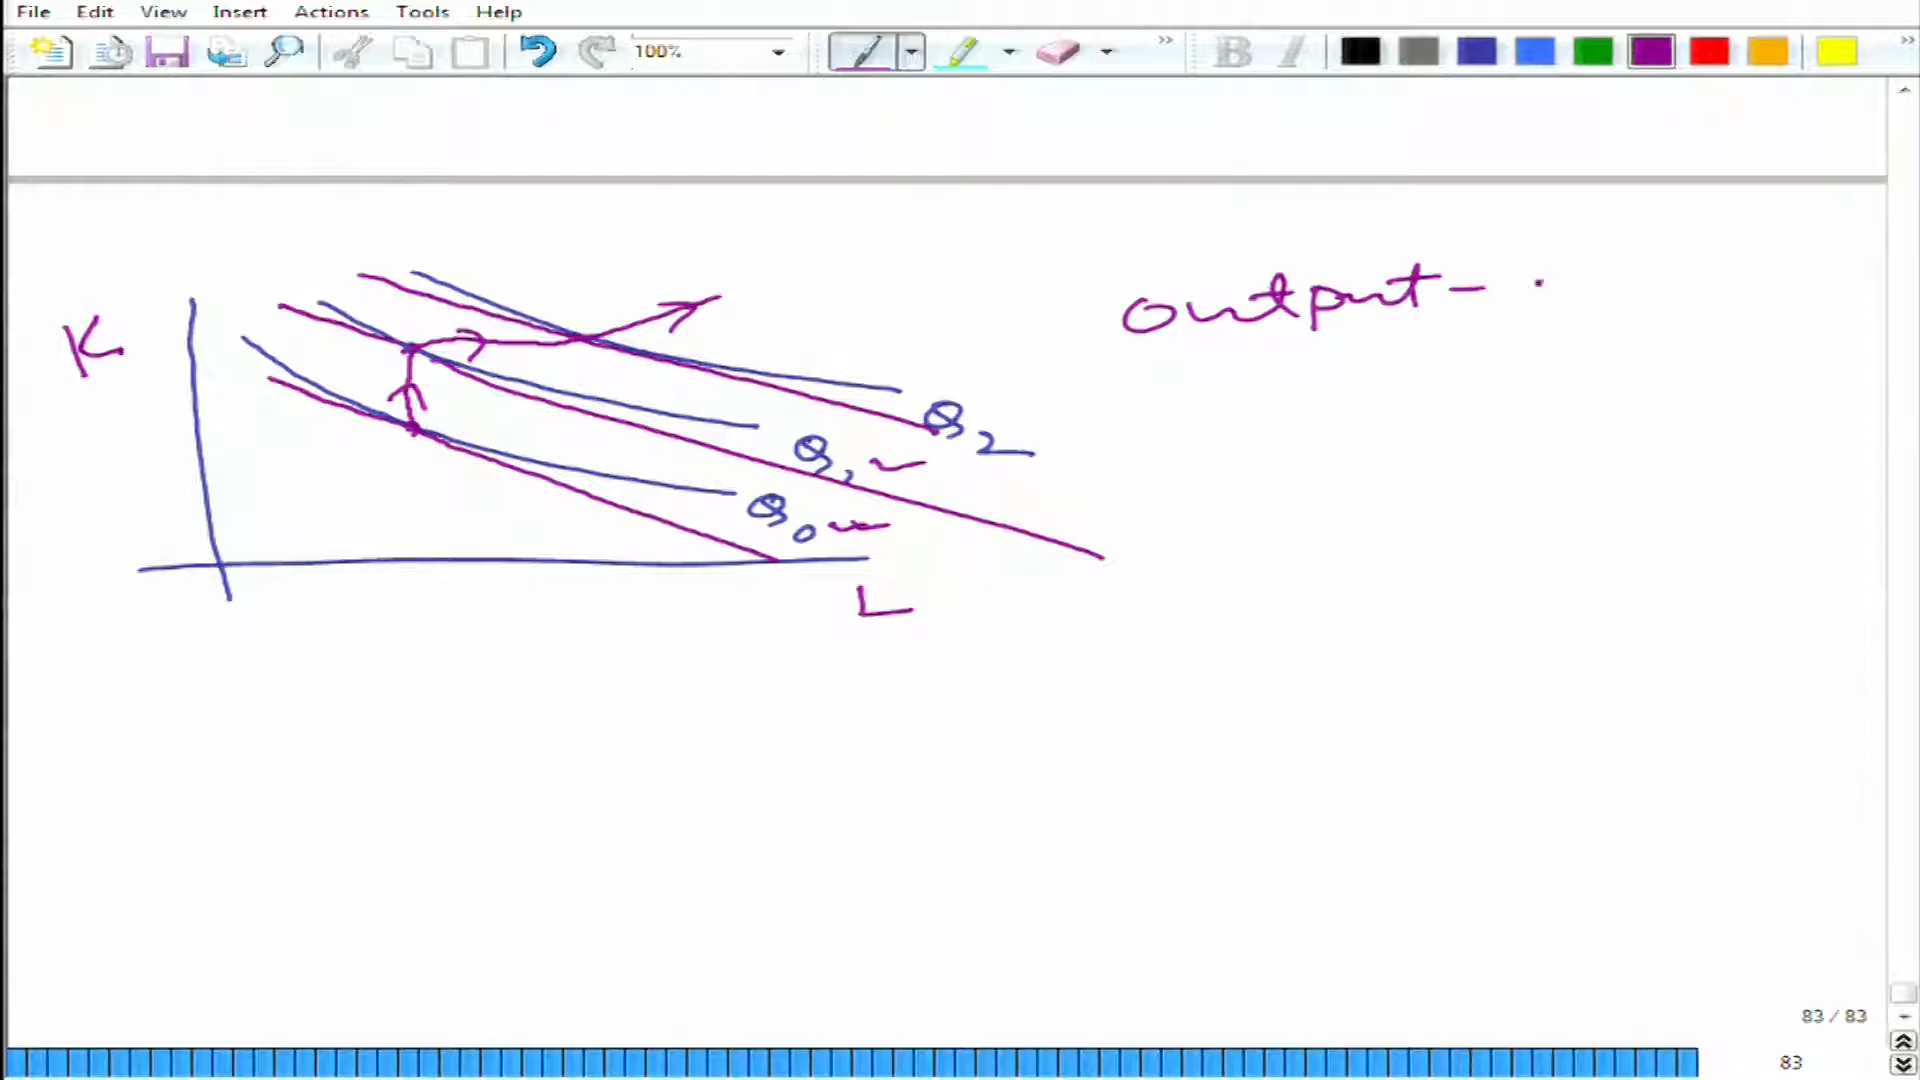 File Edit View Insert Actions Tools Help
100%
K
output - .
Q2
Q1
Q0
L
83 / 83
83